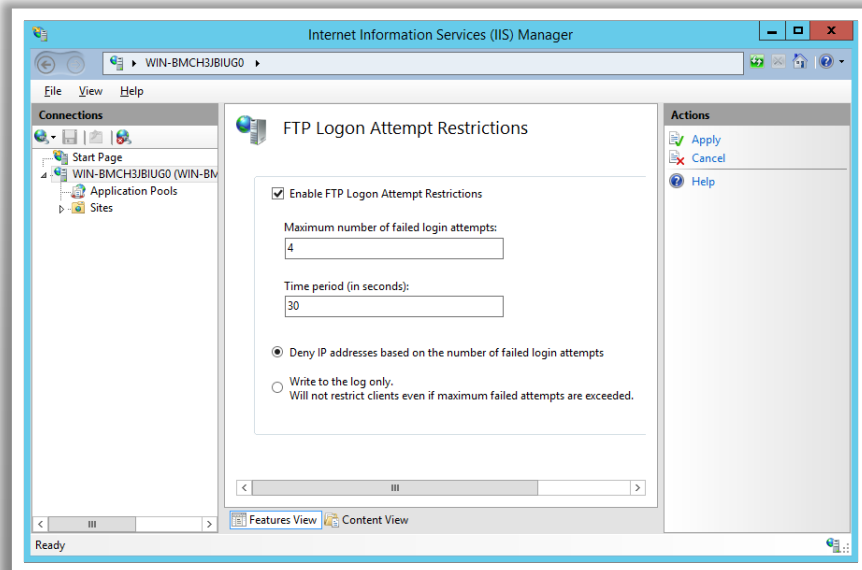 Internet Information Services (IIS) Manager
WIN-BMCH3JBIUG0
File View Help
Connections
Start Page
WIN-BMCH3JBIUG0 (WIN-BM
Application Pools
Sites
FTP Logon Attempt Restrictions
Enable FTP Logon Attempt Restrictions
Maximum number of failed login attempts:
4
Time period (in seconds):
30
Deny IP addresses based on the number of failed login attempts
Write to the log only.
Will not restrict clients even if maximum failed attempts are exceeded.
Features View Content View
Actions
Apply
Cancel
Help
Ready